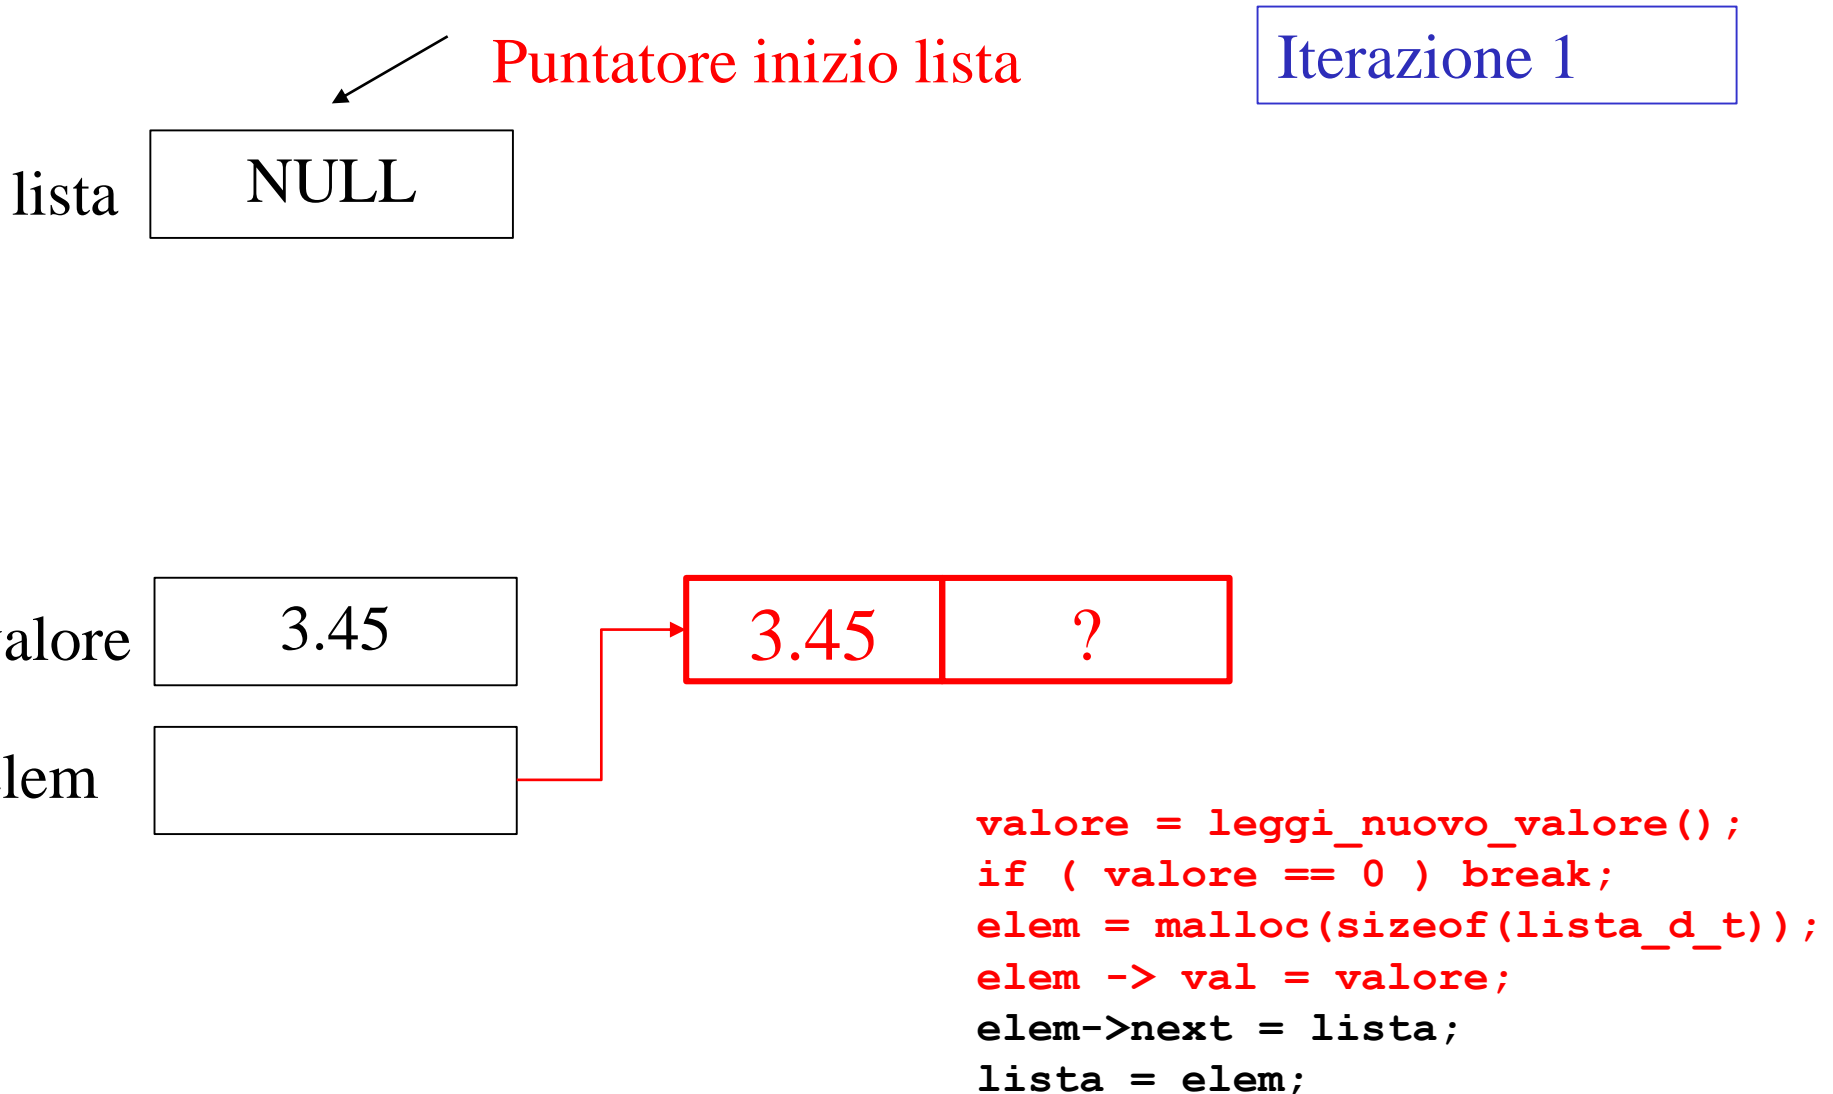 Puntatore inizio lista
Iterazione 1
lista
NULL
alore
3.45
3.45
?
lem
valore = leggi_nuovo_valore();
if ( valore == 0 ) break;
elem = malloc(sizeof(lista_d_t));
elem -> val = valore;
elem->next = lista;
lista = elem;